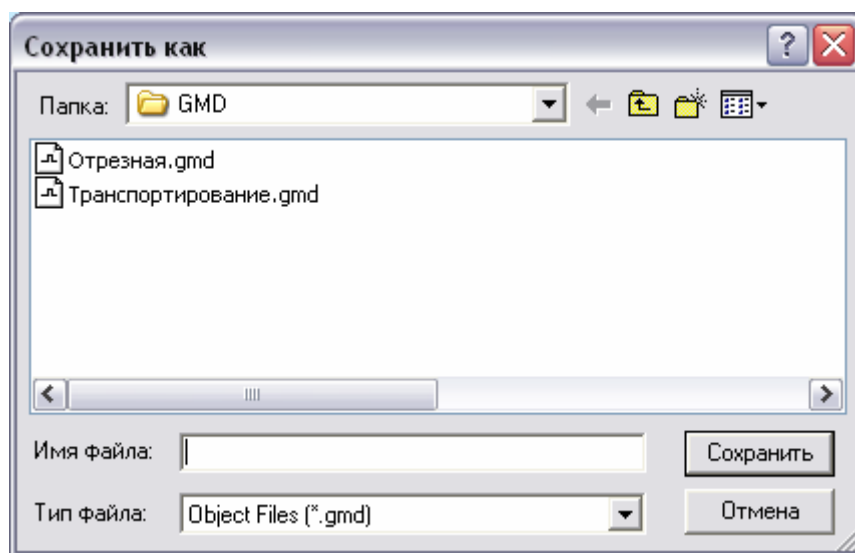 Сохранить как
Папка: GMD
Отрезная.gmd
Транспортирование.gmd
Имя файла: Сохранить
Тип файла: Object Files (*.gmd) Отмена